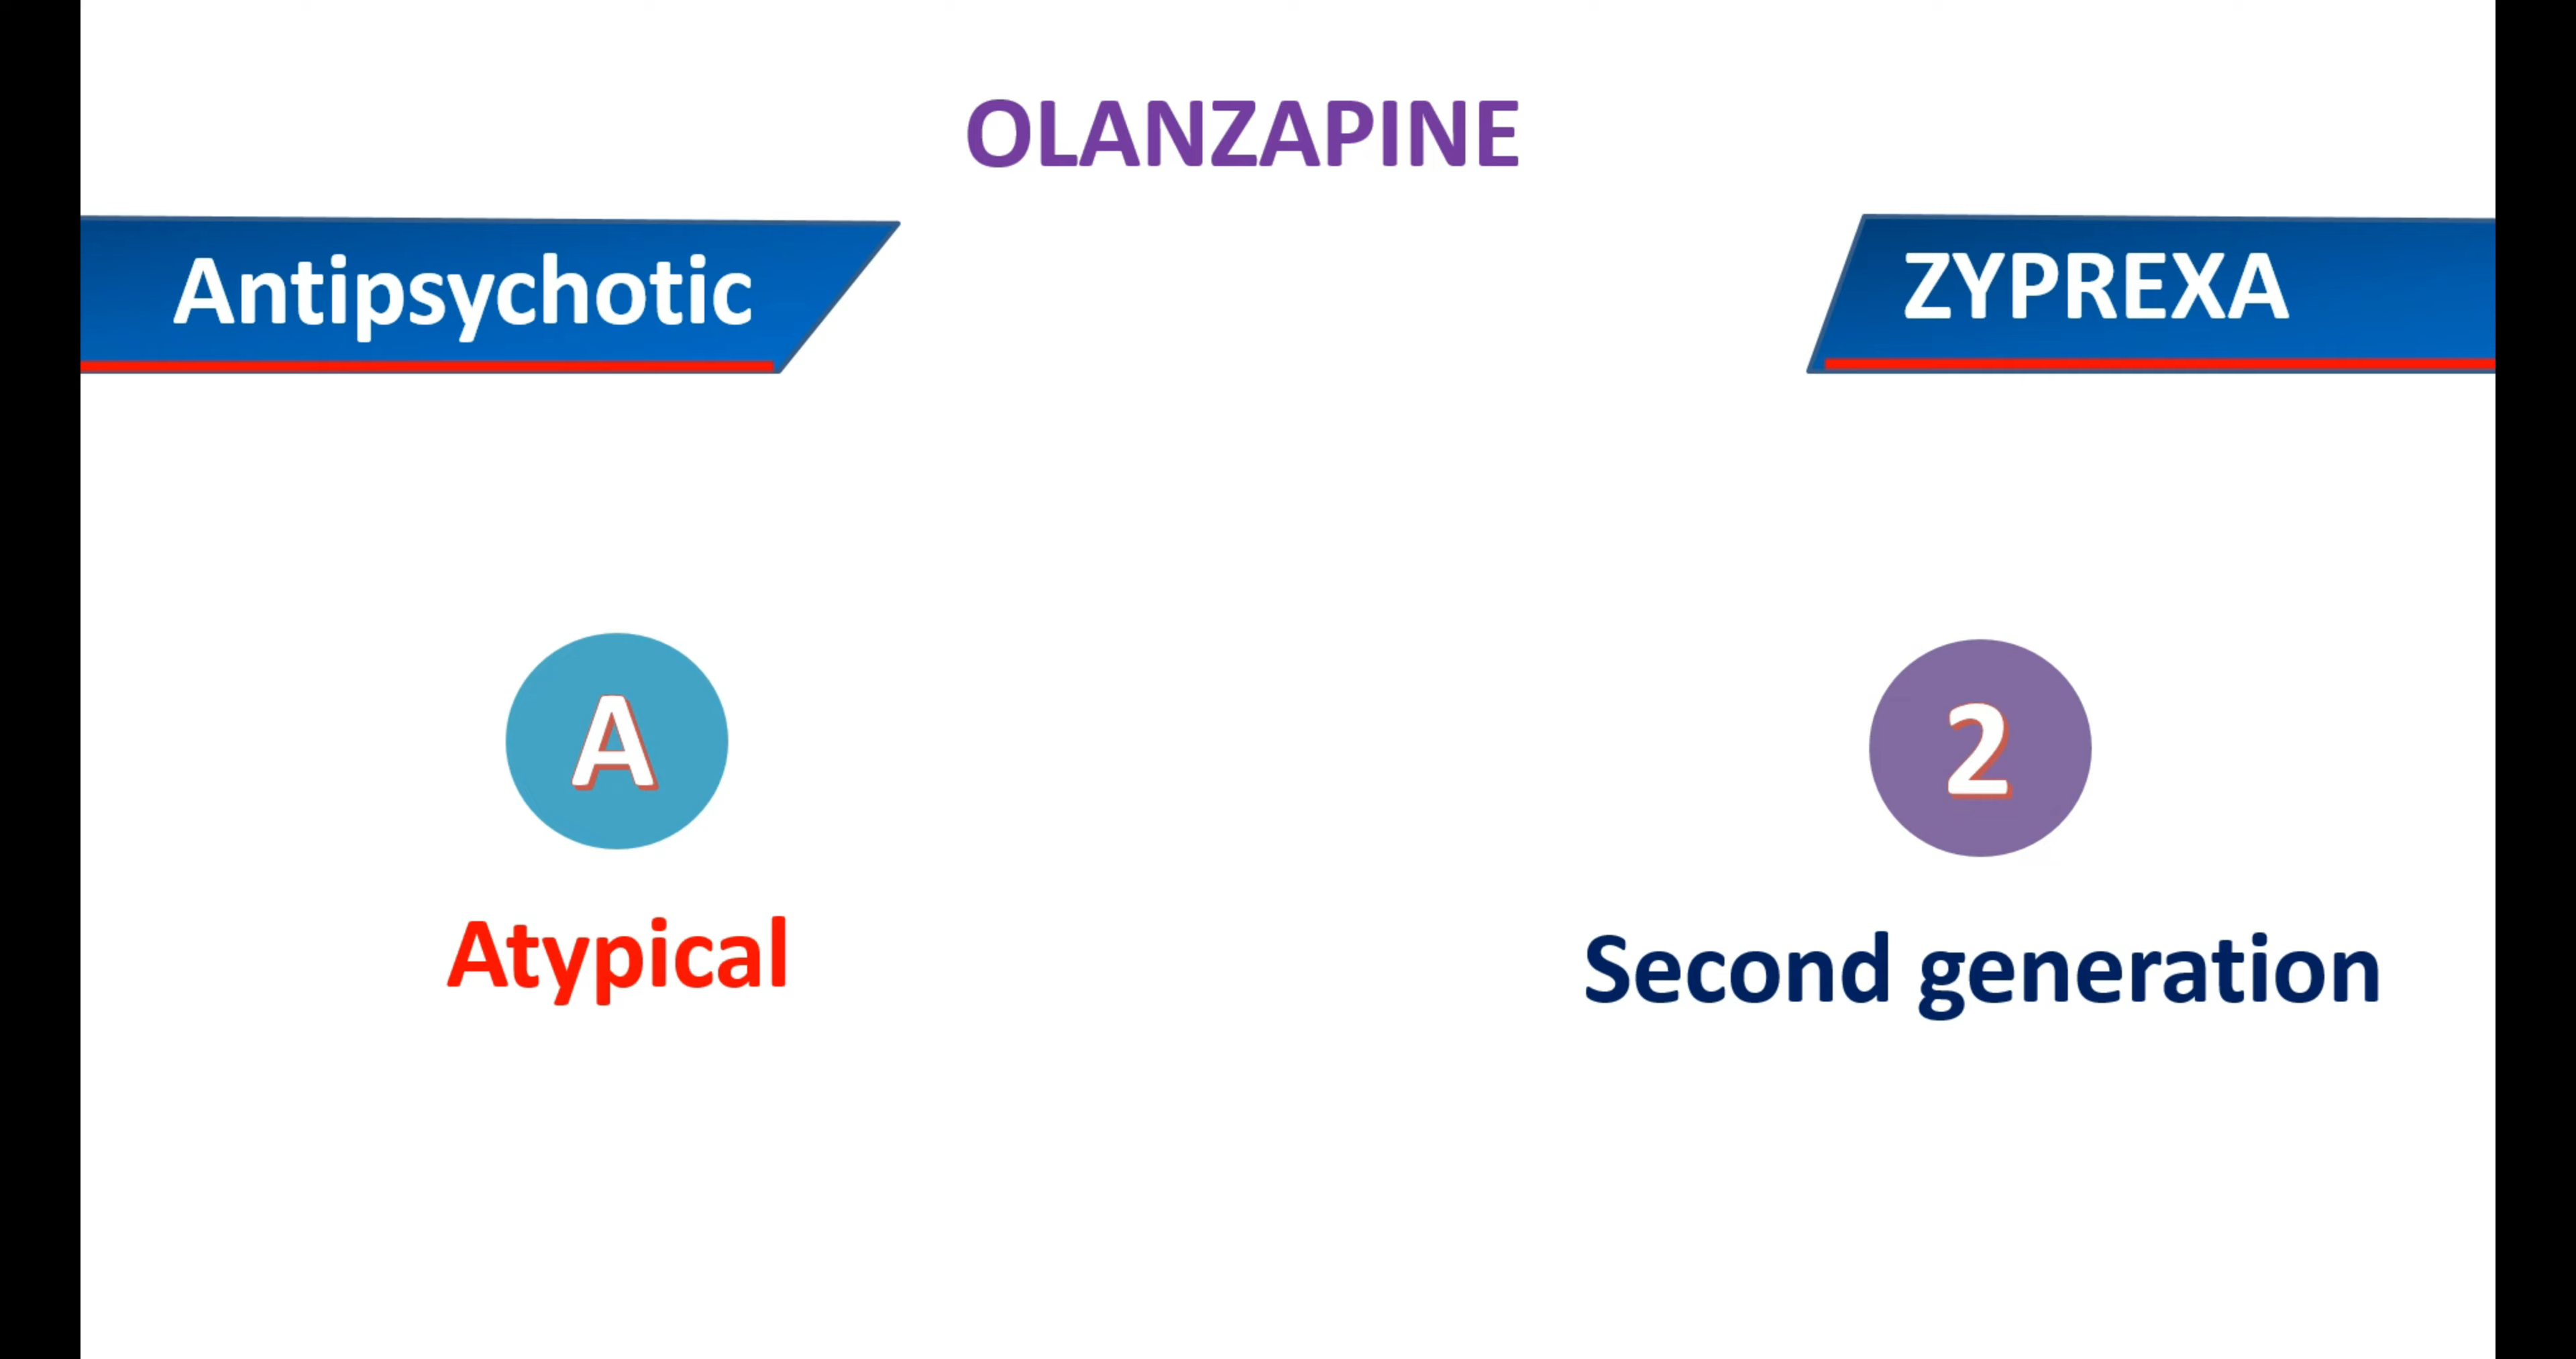 OLANZAPINE
Antipsychotic
ZYPREXA
A
2
Atypical
Second generation